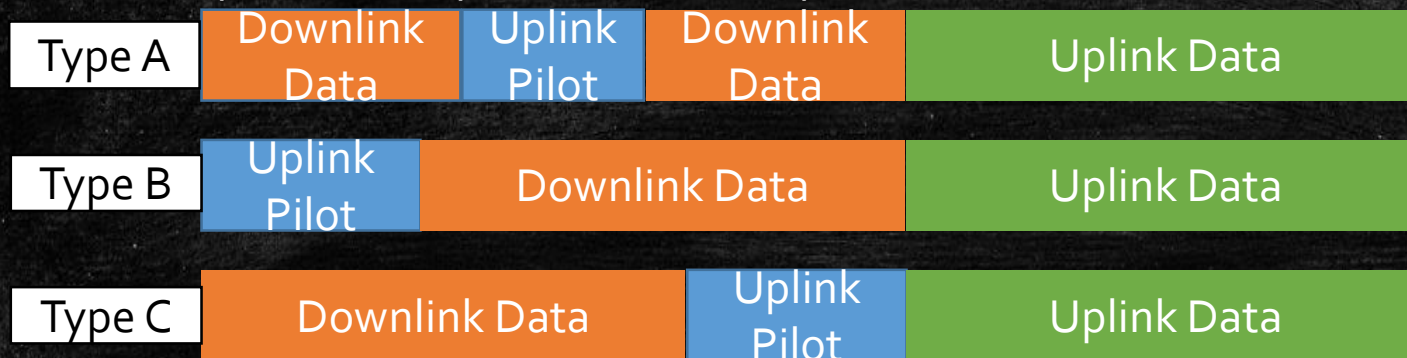 Type A
Downlink
Data
Uplink
Pilot
Downlink
Data
Uplink Data
Type B
Uplink
Pilot
Downlink Data
Uplink Data
Type C
Downlink Data
Uplink
Pilot
Uplink Data